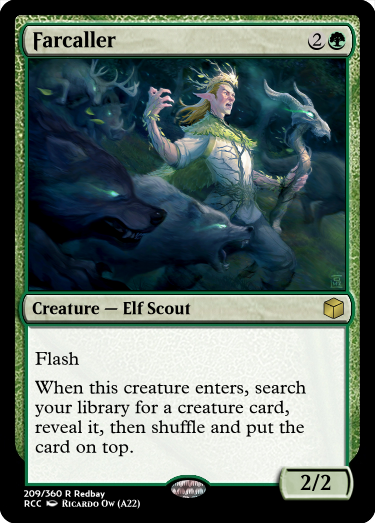 Farcaller 2
Creature — Elf Scout
Flash
When this creature enters, search
your library for a creature card,
reveal it, then shuffle and put the
card on top.
2/2
209/360 R Redbay
RCC Ricardo Ow (A22)